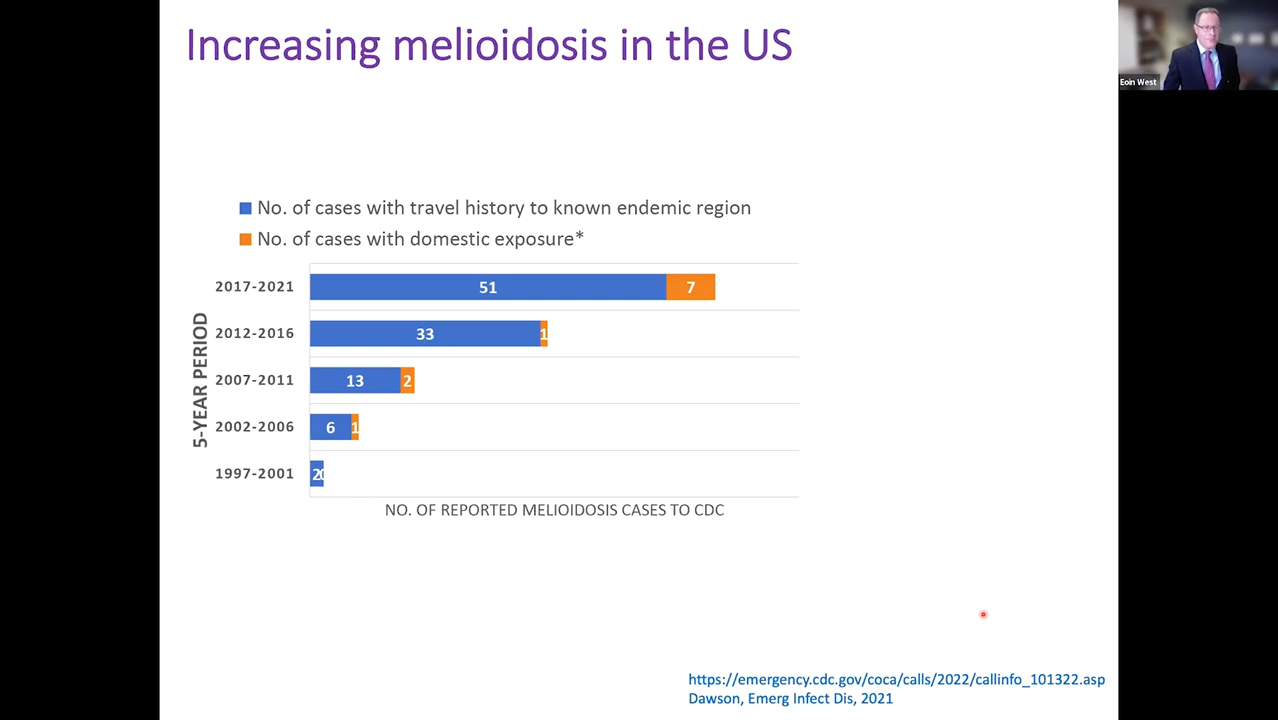 Increasing melioidosis in the US
Eoin West
No. of cases with travel history to known endemic region
No. of cases with domestic exposure*
5-YEAR PERIOD
2017-2021 51 7
2012-2016 33 1
2007-2011 13 2
2002-2006 6 1
1997-2001 2 0
NO. OF REPORTED MELIOIDOSIS CASES TO CDC
https://emergency.cdc.gov/coca/calls/2022/callinfo_101322.asp
Dawson, Emerg Infect Dis, 2021